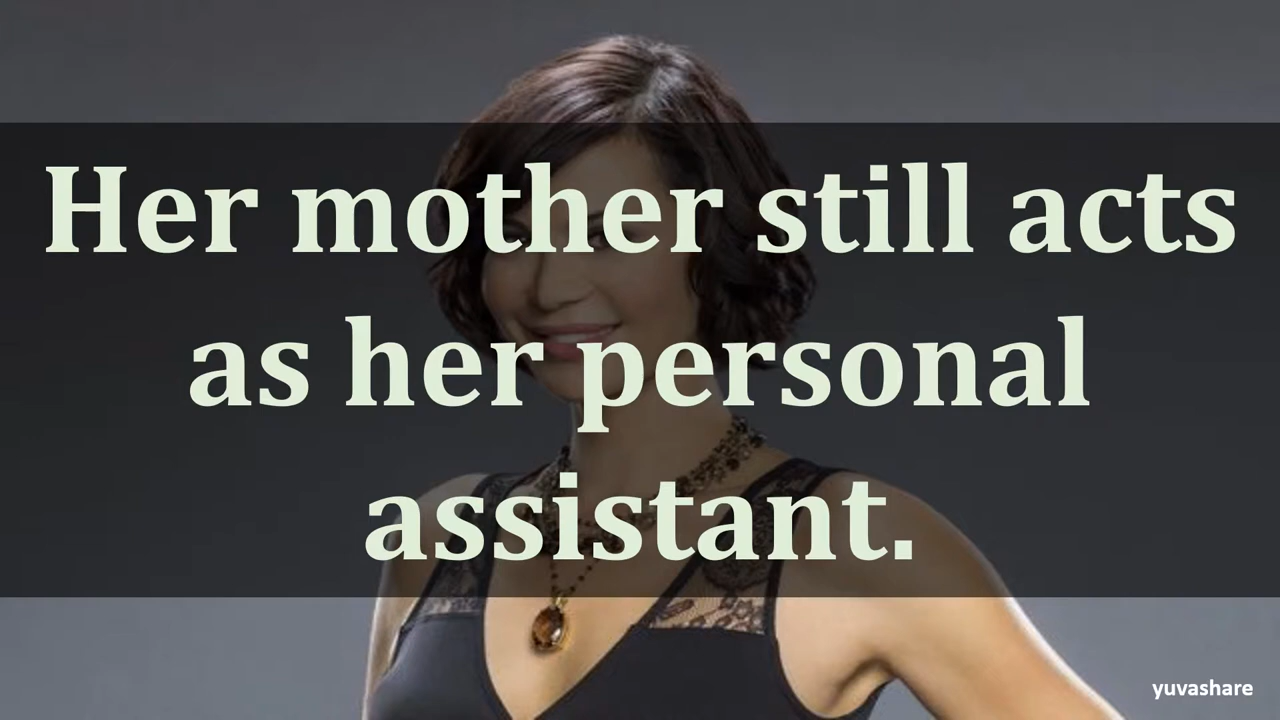 Her mother still acts
as her personal
assistant.
yuvashare